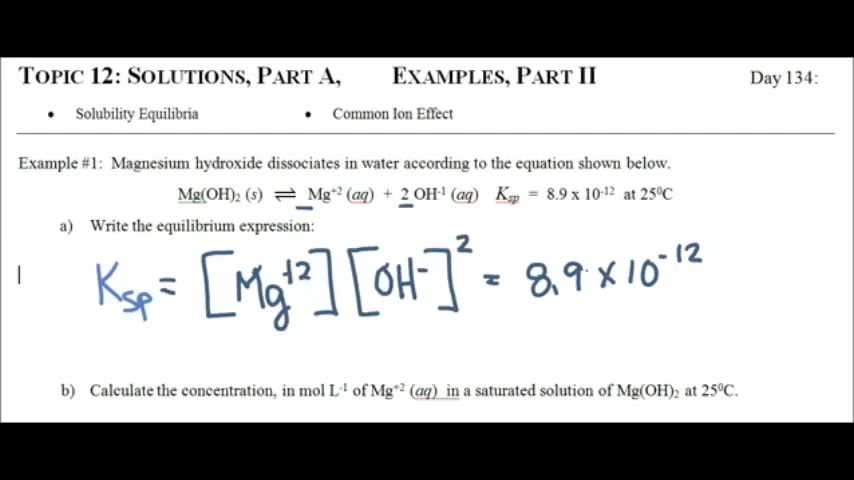 TOPIC 12: SOLUTIONS, PART A, EXAMPLES, PART II Day 134:
• Solubility Equilibria • Common Ion Effect
Example #1: Magnesium hydroxide dissociates in water according to the equation shown below.
Mg(OH)₂ (s) ⇌ Mg⁺² (aq) + 2 OH⁻¹ (aq) Kₛₚ = 8.9 x 10⁻¹² at 25⁰C
a) Write the equilibrium expression:
Kₛₚ = [Mg⁺²] [OH⁻]² = 8.9 × 10⁻¹²
b) Calculate the concentration, in mol L⁻¹ of Mg⁺² (aq) in a saturated solution of Mg(OH)₂ at 25⁰C.